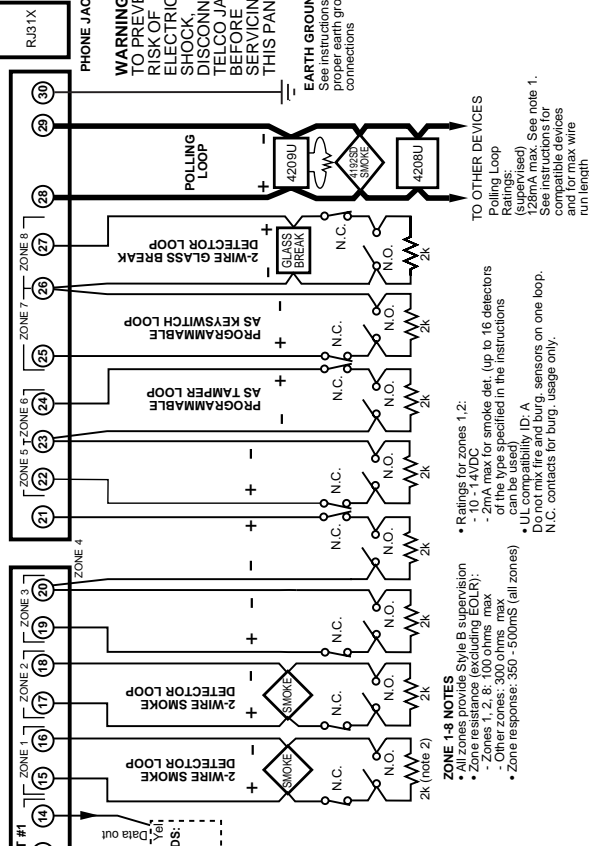 RJ31X
PHONE JAC
WARNING
TO PREVE
RISK OF
ELECTRIC
SHOCK,
DISCONN
TELCO JA
BEFORE
SERVICIN
THIS PAN
EARTH GROUN
See instructions
proper earth gro
connections
30
29
28
27
26
25
24
23
22
21
20
19
18
17
16
15
14
ZONE 8
ZONE 7
ZONE 6
ZONE 5
ZONE 4
ZONE 3
ZONE 2
ZONE 1
T #1
POLLING
LOOP
+
−
4209U
4192SD
SMOKE
4208U
TO OTHER DEVICES
Polling Loop
Ratings:
(supervised)
128mA max. See note 1.
See instructions for
compatible devices
and for max wire
run length
2-WIRE GLASS BREAK
DETECTOR LOOP
−
+
GLASS
BREAK
N.C.
N.O.
2k
PROGRAMMABLE
AS KEYSWITCH LOOP
+
−
N.C.
N.O.
2k
PROGRAMMABLE
AS TAMPER LOOP
−
+
N.C.
N.O.
2k
+
−
N.C.
N.O.
2k
−
+
N.C.
N.O.
2k
+
−
N.C.
N.O.
2k
2-WIRE SMOKE
DETECTOR LOOP
+
−
SMOKE
N.C.
N.O.
2k
2-WIRE SMOKE
DETECTOR LOOP
+
−
SMOKE
N.C.
N.O.
2k (note 2)
Data out
Yel
DS:
ZONE 1-8 NOTES
• All zones provide Style B supervision
• Zone resistance (excluding EOLR):
- Zones 1, 2, 8: 100 ohms max
- Other zones: 300 ohms max
• Zone response: 350 - 500mS (all zones)
• Ratings for zones 1,2:
- 10 - 14VDC
- 2mA max for smoke det. (up to 16 detectors
of the type specified in the instructions
can be used)
• UL compatibility ID: A
Do not mix fire and burg. sensors on one loop.
N.C. contacts for burg. usage only.